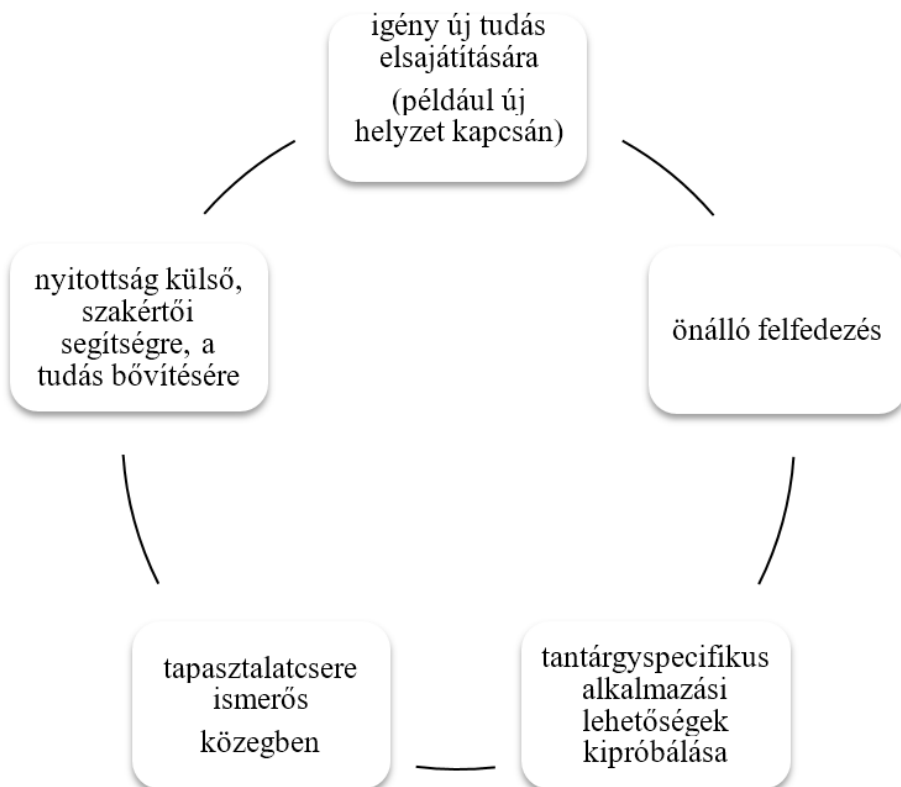 igény új tudás
elsajátítására
(például új
helyzet kapcsán)
önálló felfedezés
tantárgyspecifikus
alkalmazási
lehetőségek
kipróbálása
tapasztalatcsere
ismerős
közegben
nyitottság külső,
szakértői
segítségre, a
tudás bővítésére